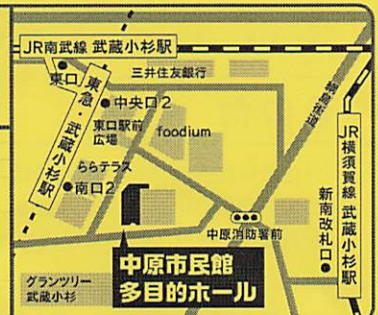 JR南武線 武蔵小杉駅
東口
三井住友銀行
東急・武蔵小杉駅
中央口2
東口駅前
広場
foodium
綱島街道
ららテラス
南口2
JR横須賀線 武蔵小杉駅
新南改札口
中原消防署前
中原市民館
多目的ホール
グランツリー
武蔵小杉